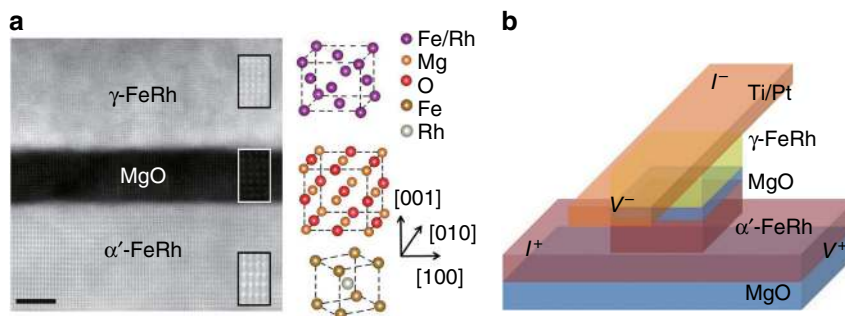 a
γ-FeRh
MgO
α′-FeRh
Fe/Rh
Mg
O
Fe
Rh
[001]
[010]
[100]
b
I⁻
Ti/Pt
γ-FeRh
MgO
V⁻
α′-FeRh
I⁺
V⁺
MgO